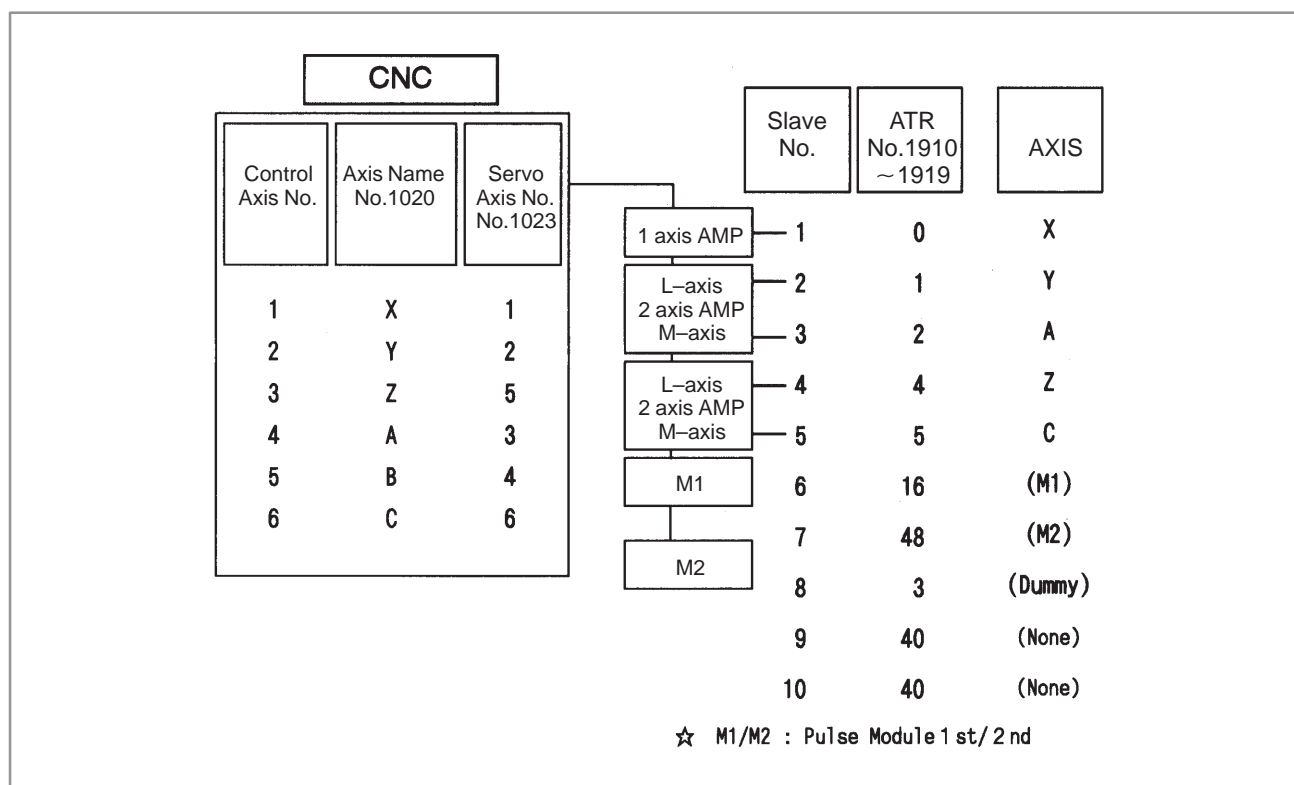 CNC
Control
Axis No.
Axis Name
No.1020
Servo
Axis No.
No.1023
1 X 1
2 Y 2
3 Z 5
4 A 3
5 B 4
6 C 6
1 axis AMP
L–axis
2 axis AMP
M–axis
L–axis
2 axis AMP
M–axis
M1
M2
Slave
No.
ATR
No.1910
~1919
AXIS
1 0 X
2 1 Y
3 2 A
4 4 Z
5 5 C
6 16 (M1)
7 48 (M2)
8 3 (Dummy)
9 40 (None)
10 40 (None)
☆ M1/M2 : Pulse Module 1 st/ 2 nd